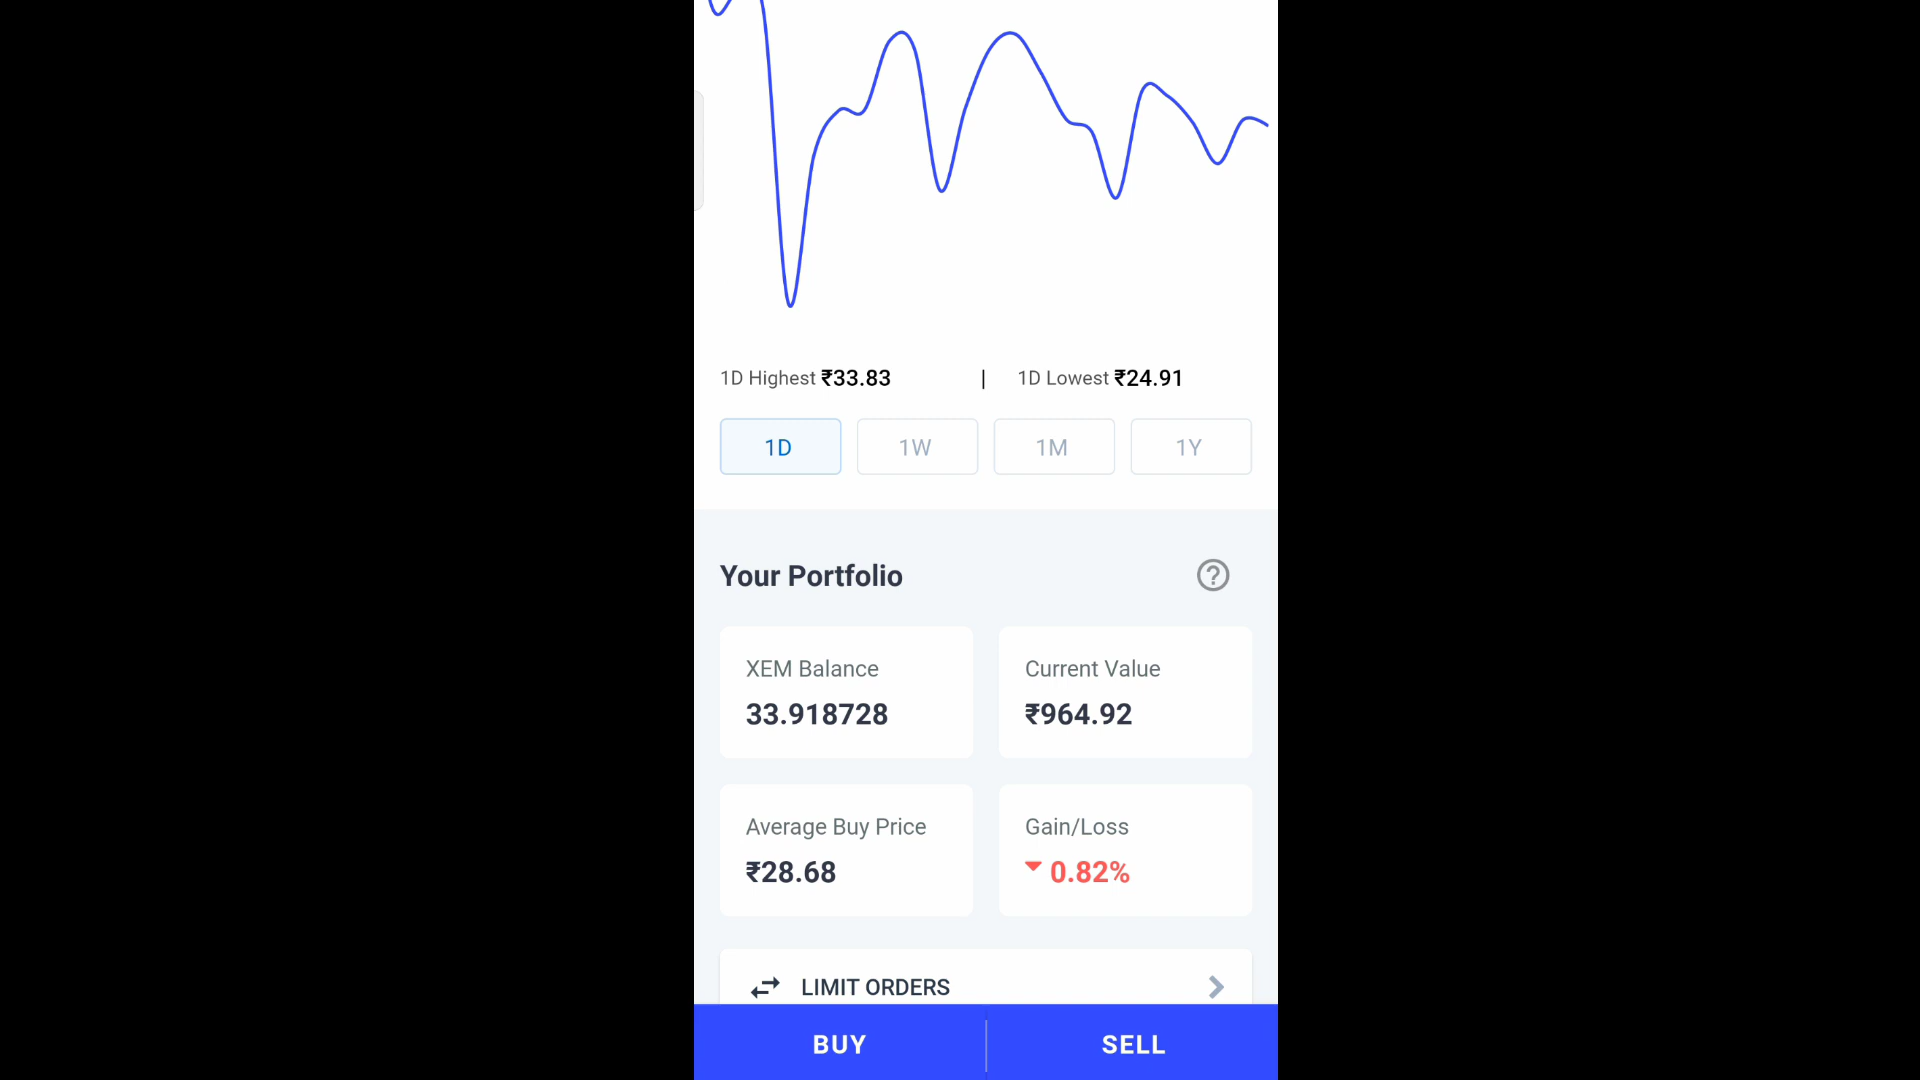 1D Highest ₹33.83 | 1D Lowest ₹24.91
1D 1W 1M 1Y
Your Portfolio
XEM Balance
33.918728
Current Value
₹964.92
Average Buy Price
₹28.68
Gain/Loss
0.82%
LIMIT ORDERS
BUY
SELL